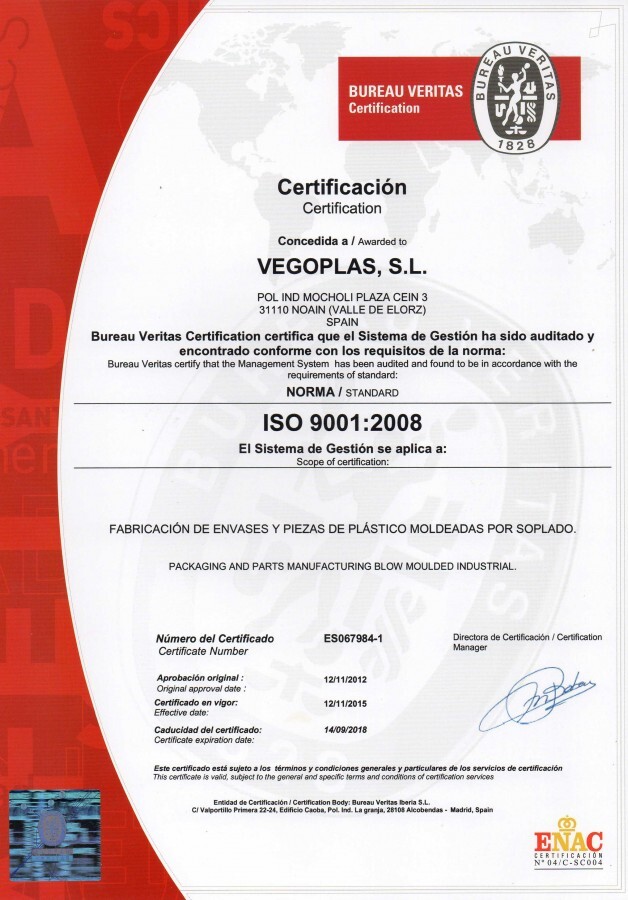 BUREAU VERITAS
Certification
BUREAU VERITAS
1828
Certificación
Certification
Concedida a / Awarded to
VEGOPLAS, S.L.
POL IND MOCHOLI PLAZA CEIN 3
31110 NOAIN (VALLE DE ELORZ)
SPAIN
Bureau Veritas Certification certifica que el Sistema de Gestión ha sido auditado y
encontrado conforme con los requisitos de la norma:
Bureau Veritas certify that the Management System has been audited and found to be in accordance with the
requirements of standard:
NORMA / STANDARD
ISO 9001:2008
El Sistema de Gestión se aplica a:
Scope of certification:
FABRICACIÓN DE ENVASES Y PIEZAS DE PLÁSTICO MOLDEADAS POR SOPLADO.
PACKAGING AND PARTS MANUFACTURING BLOW MOULDED INDUSTRIAL.
Número del Certificado ES067984-1 Directora de Certificación / Certification
Certificate Number Manager
Aprobación original : 12/11/2012
Original approval date :
Certificado en vigor: 12/11/2015
Effective date:
Caducidad del certificado: 14/09/2018
Certificate expiration date:
Este certificado está sujeto a los términos y condiciones generales y particulares de los servicios de certificación
This certificate is valid, subject to the general and specific terms and conditions of certification services
Entidad de Certificación / Certification Body: Bureau Veritas Iberia S.L.
C/ Valportillo Primera 22-24, Edificio Caoba, Pol. Ind. La granja, 28108 Alcobendas - Madrid, Spain
ENAC
CERTIFICACIÓN
Nº 04/C-SC004